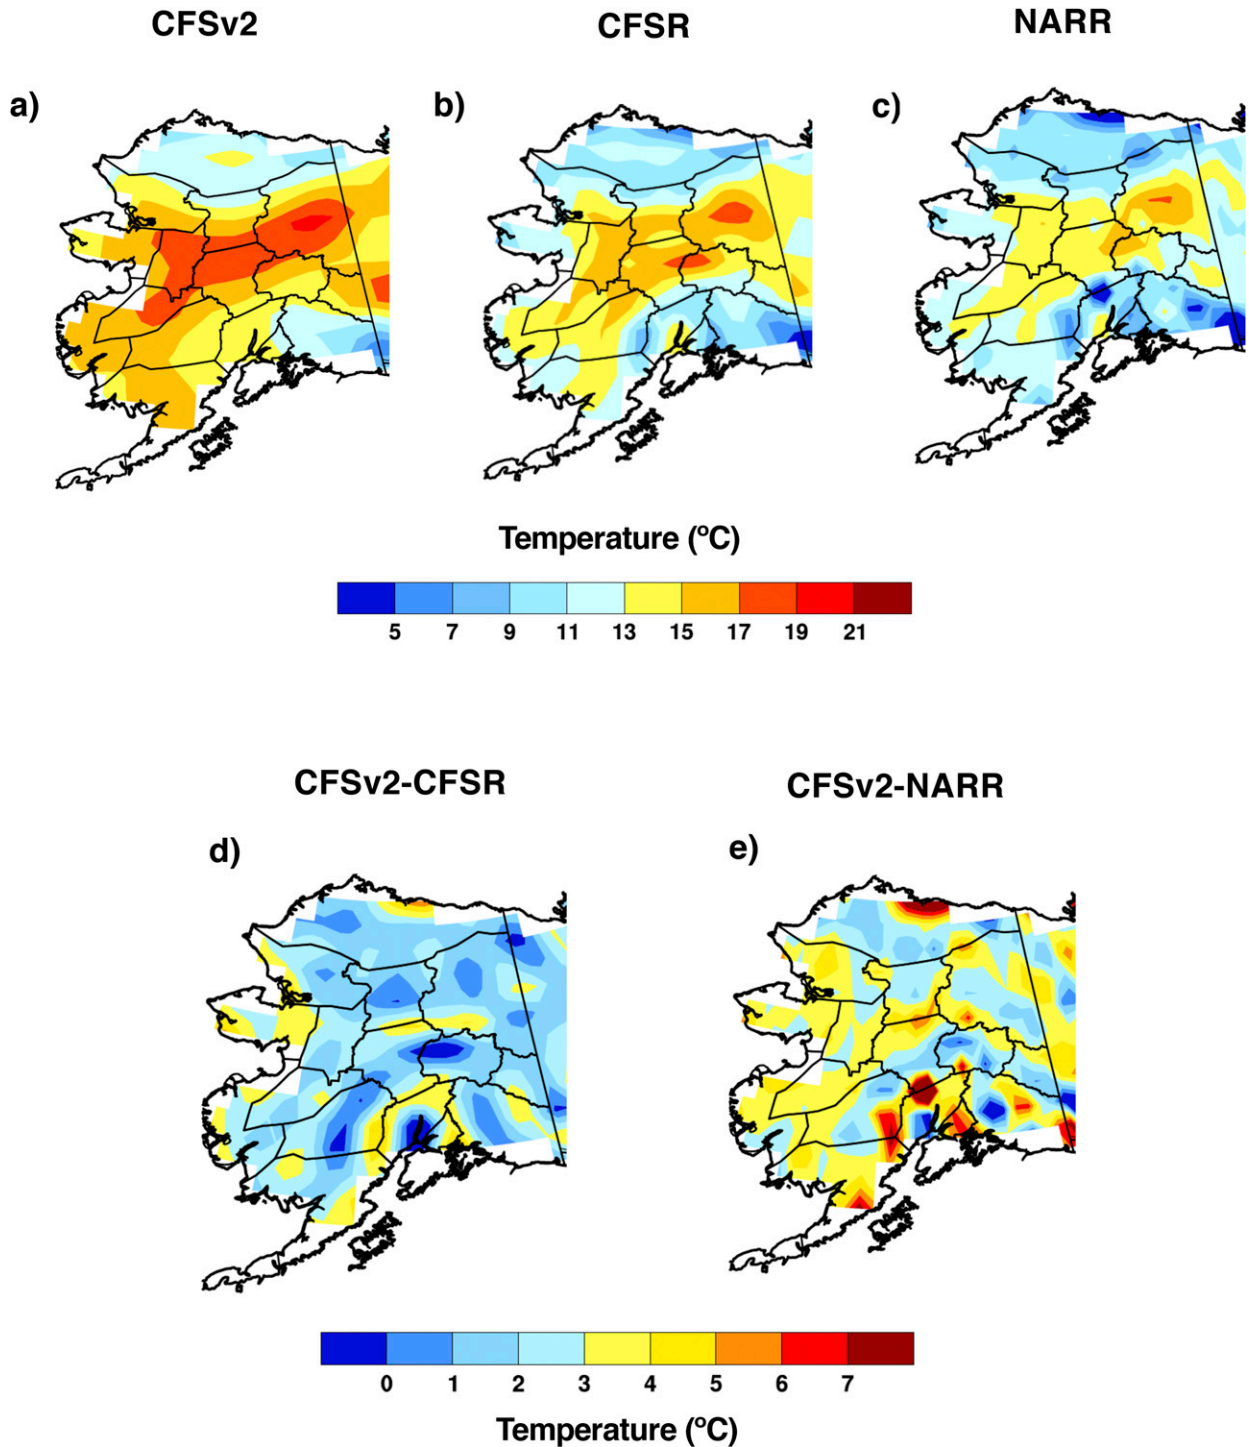 CFSv2 CFSR NARR
a) b) c)
Temperature (ºC)
5 7 9 11 13 15 17 19 21
CFSv2-CFSR CFSv2-NARR
d) e)
0 1 2 3 4 5 6 7
Temperature (ºC)